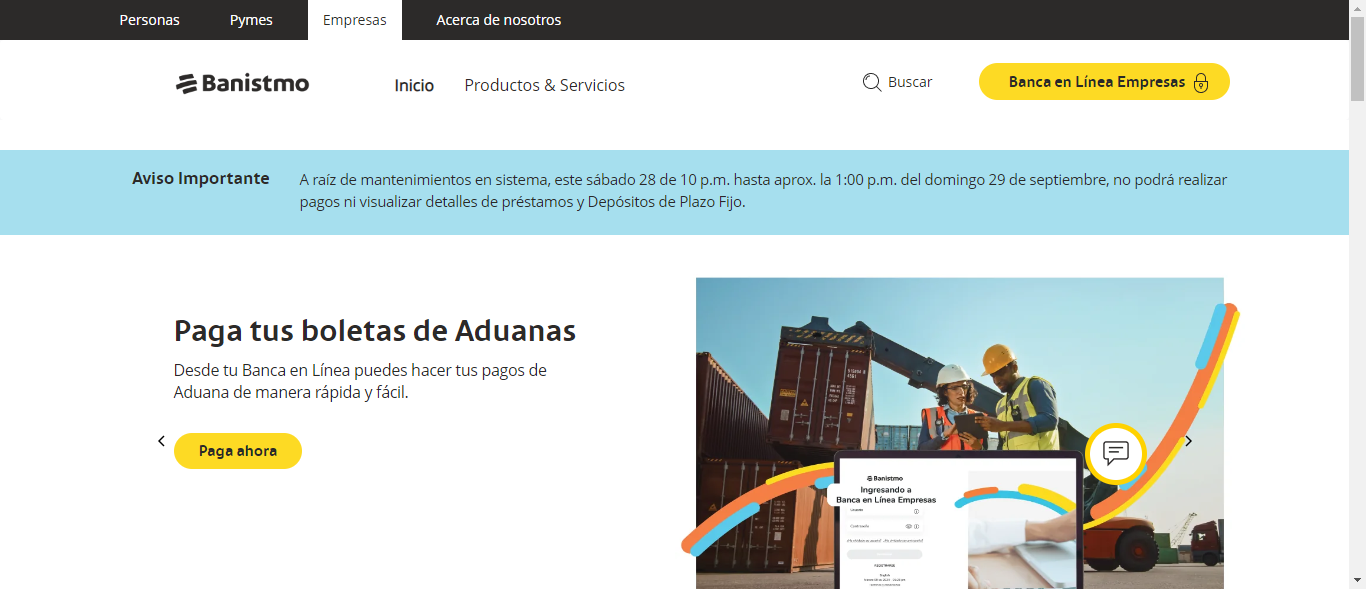 Personas Pymes Empresas Acerca de nosotros
Banistmo Inicio Productos & Servicios Buscar Banca en Línea Empresas
Aviso Importante
A raíz de mantenimientos en sistema, este sábado 28 de 10 p.m. hasta aprox. la 1:00 p.m. del domingo 29 de septiembre, no podrá realizar
pagos ni visualizar detalles de préstamos y Depósitos de Plazo Fijo.
Paga tus boletas de Aduanas
Desde tu Banca en Línea puedes hacer tus pagos de
Aduana de manera rápida y fácil.
Paga ahora
Banistmo
Ingresando a
Banca en Línea Empresas
Usuario
Contraseña